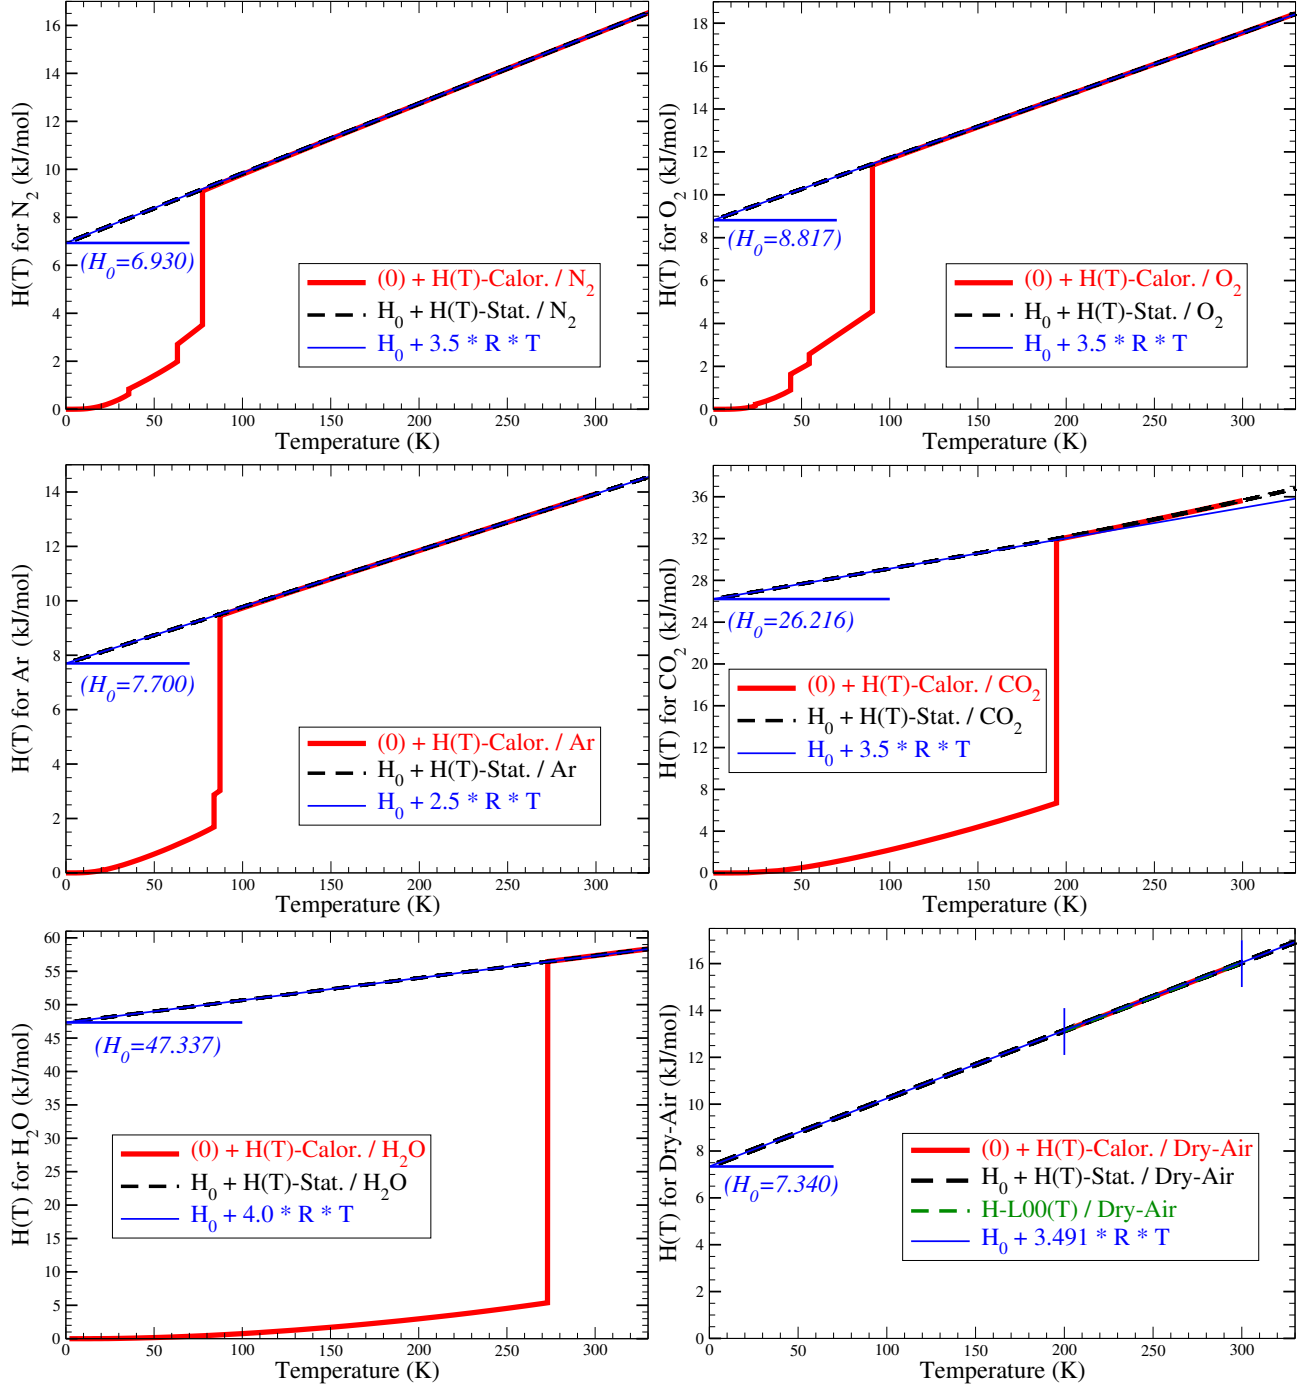 H(T) for N2 (kJ/mol)
16
14
12
10
8
6
4
2
0
(H0=6.930)
(0) + H(T)-Calor. / N2
H0 + H(T)-Stat. / N2
H0 + 3.5 * R * T
0 50 100 150 200 250 300
Temperature (K)
H(T) for O2 (kJ/mol)
18
16
14
12
10
8
6
4
2
0
(H0=8.817)
(0) + H(T)-Calor. / O2
H0 + H(T)-Stat. / O2
H0 + 3.5 * R * T
0 50 100 150 200 250 300
Temperature (K)
H(T) for Ar (kJ/mol)
14
12
10
8
6
4
2
0
(H0=7.700)
(0) + H(T)-Calor. / Ar
H0 + H(T)-Stat. / Ar
H0 + 2.5 * R * T
0 50 100 150 200 250 300
Temperature (K)
H(T) for CO2 (kJ/mol)
36
32
28
24
20
16
12
8
4
0
(H0=26.216)
(0) + H(T)-Calor. / CO2
H0 + H(T)-Stat. / CO2
H0 + 3.5 * R * T
0 50 100 150 200 250 300
Temperature (K)
H(T) for H2O (kJ/mol)
60
55
50
45
40
35
30
25
20
15
10
5
0
(H0=47.337)
(0) + H(T)-Calor. / H2O
H0 + H(T)-Stat. / H2O
H0 + 4.0 * R * T
0 50 100 150 200 250 300
Temperature (K)
H(T) for Dry-Air (kJ/mol)
16
14
12
10
8
6
4
2
0
(H0=7.340)
(0) + H(T)-Calor. / Dry-Air
H0 + H(T)-Stat. / Dry-Air
H-L00(T) / Dry-Air
H0 + 3.491 * R * T
0 50 100 150 200 250 300
Temperature (K)